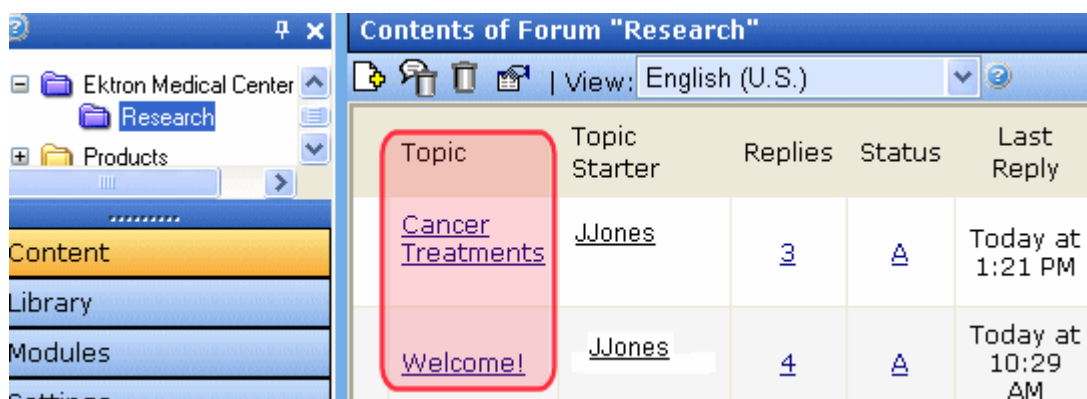 Contents of Forum "Research"
Ektron Medical Center
Research
Products
Content
Library
Modules
| View: English (U.S.)
Topic
Topic
Starter
Replies
Status
Last
Reply
Cancer
Treatments
JJones
3
A
Today at
1:21 PM
Welcome!
JJones
4
A
Today at
10:29
AM